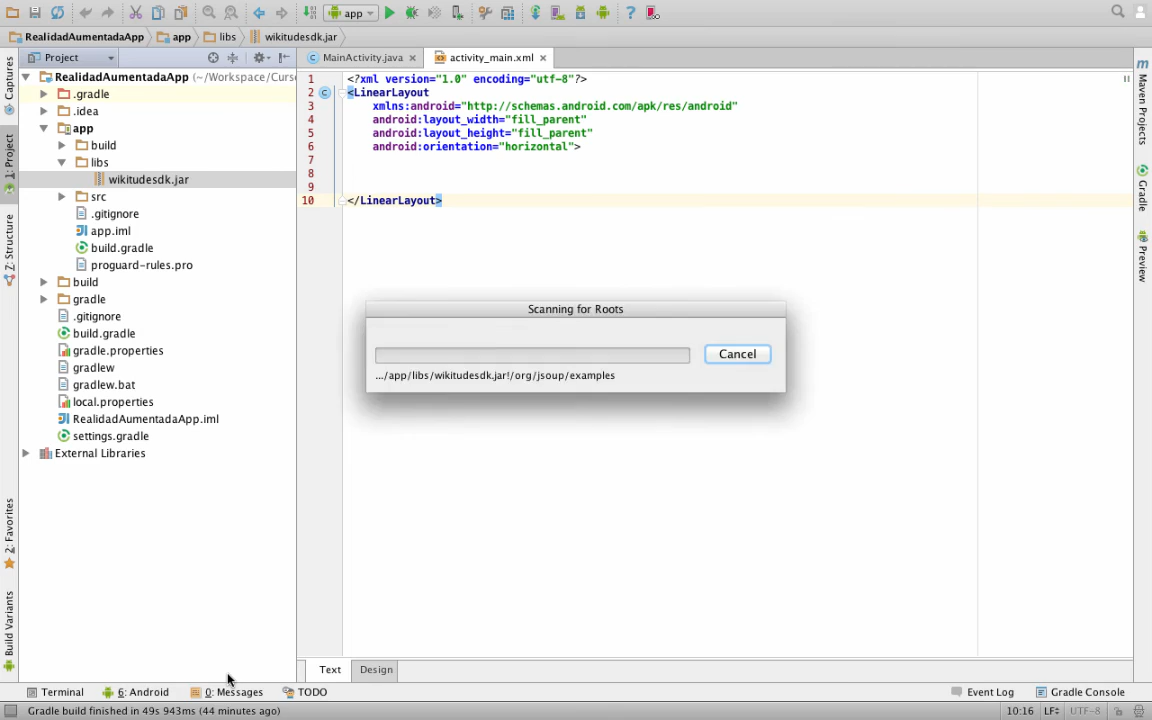 app
RealidadAumentadaApp
app
libs
wikitudesdk.jar
Captures
1: Project
Z: Structure
2: Favorites
Build Variants
Project
RealidadAumentadaApp (~/Workspace/Curs
.gradle
.idea
app
build
libs
wikitudesdk.jar
src
.gitignore
app.iml
build.gradle
proguard-rules.pro
build
gradle
.gitignore
build.gradle
gradle.properties
gradlew
gradlew.bat
local.properties
RealidadAumentadaApp.iml
settings.gradle
External Libraries
MainActivity.java
activity_main.xml
1 <?xml version="1.0" encoding="utf-8"?>
2 <LinearLayout
3 xmlns:android="http://schemas.android.com/apk/res/android"
4 android:layout_width="fill_parent"
5 android:layout_height="fill_parent"
6 android:orientation="horizontal">
7
8
9
10 </LinearLayout>
Scanning for Roots
Cancel
.../app/libs/wikitudesdk.jar!/org/jsoup/examples
Maven Projects
Gradle
Preview
Text
Design
Terminal
6: Android
0: Messages
TODO
Event Log
Gradle Console
Gradle build finished in 49s 943ms (44 minutes ago)
10:16
LF
UTF-8